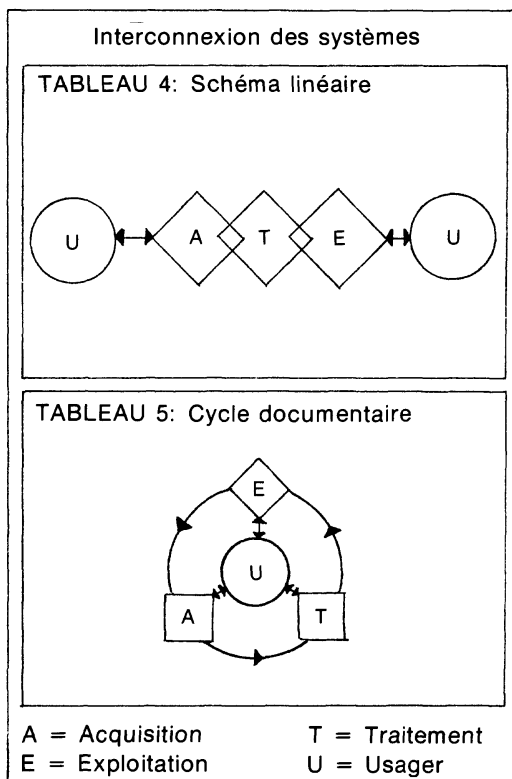 Interconnexion des systèmes
TABLEAU 4: Schéma linéaire
U A T E U
TABLEAU 5: Cycle documentaire
E
U
A T
A = Acquisition T = Traitement
E = Exploitation U = Usager